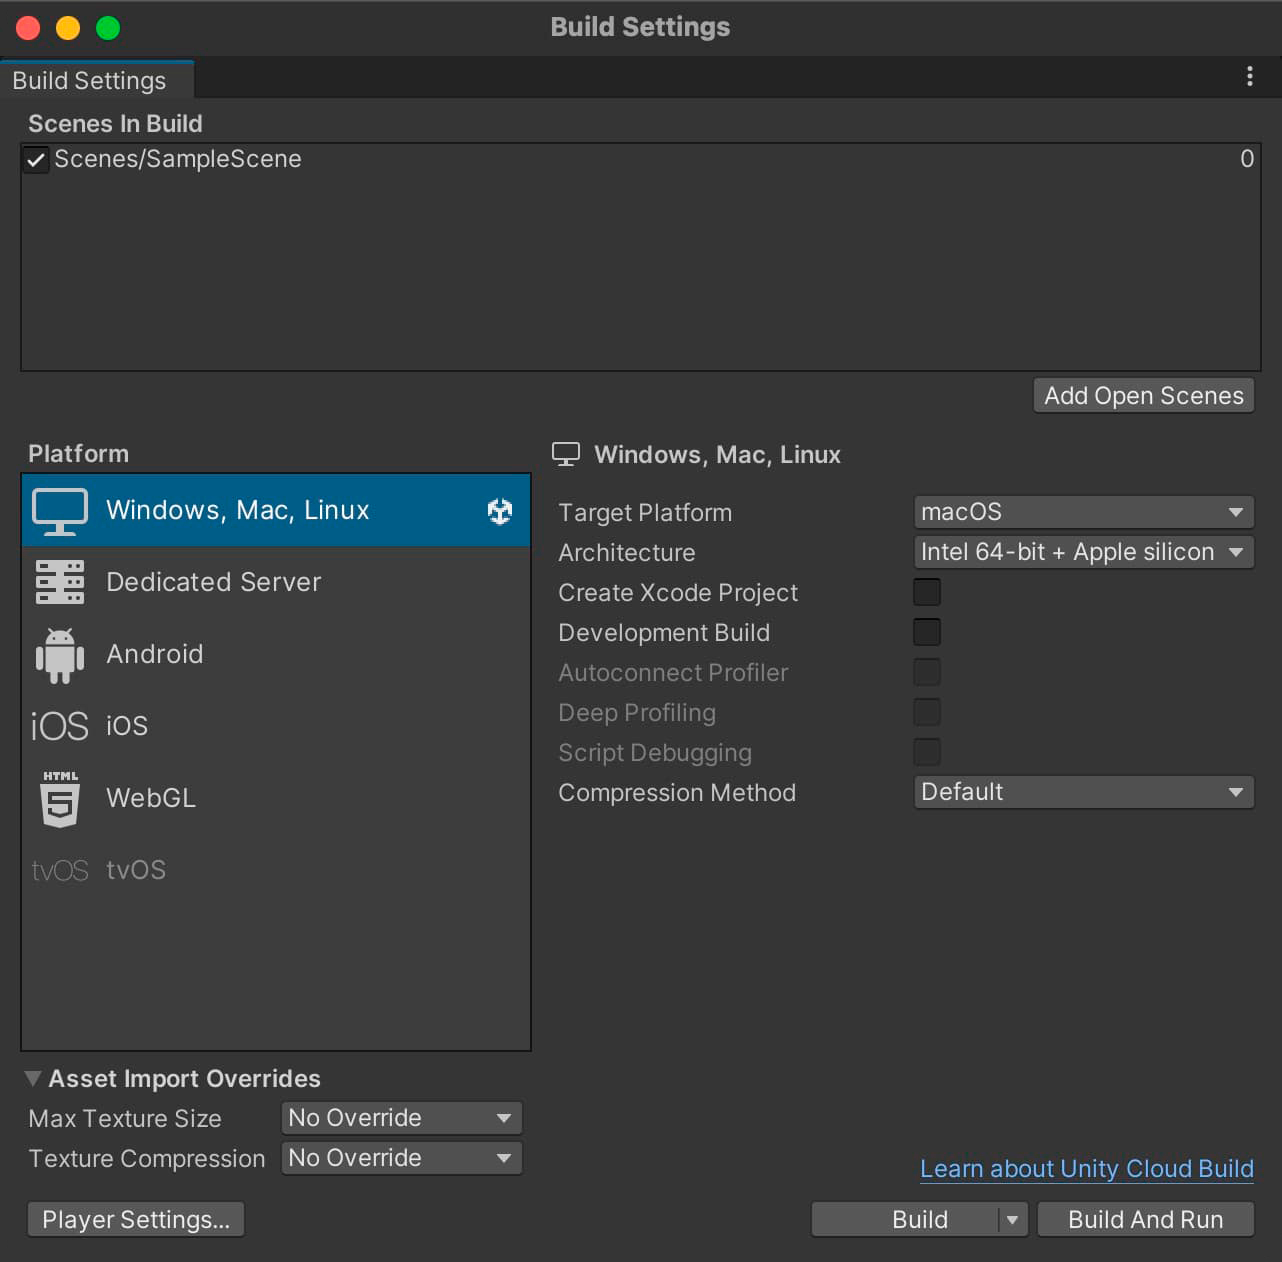 Build Settings
Build Settings
Scenes In Build
Scenes/SampleScene 0
Add Open Scenes
Platform
Windows, Mac, Linux
Dedicated Server
Android
iOS iOS
HTML
5 WebGL
tvOS tvOS
Windows, Mac, Linux
Target Platform macOS
Architecture Intel 64-bit + Apple silicon
Create Xcode Project
Development Build
Autoconnect Profiler
Deep Profiling
Script Debugging
Compression Method Default
Asset Import Overrides
Max Texture Size No Override
Texture Compression No Override
Learn about Unity Cloud Build
Player Settings... Build Build And Run